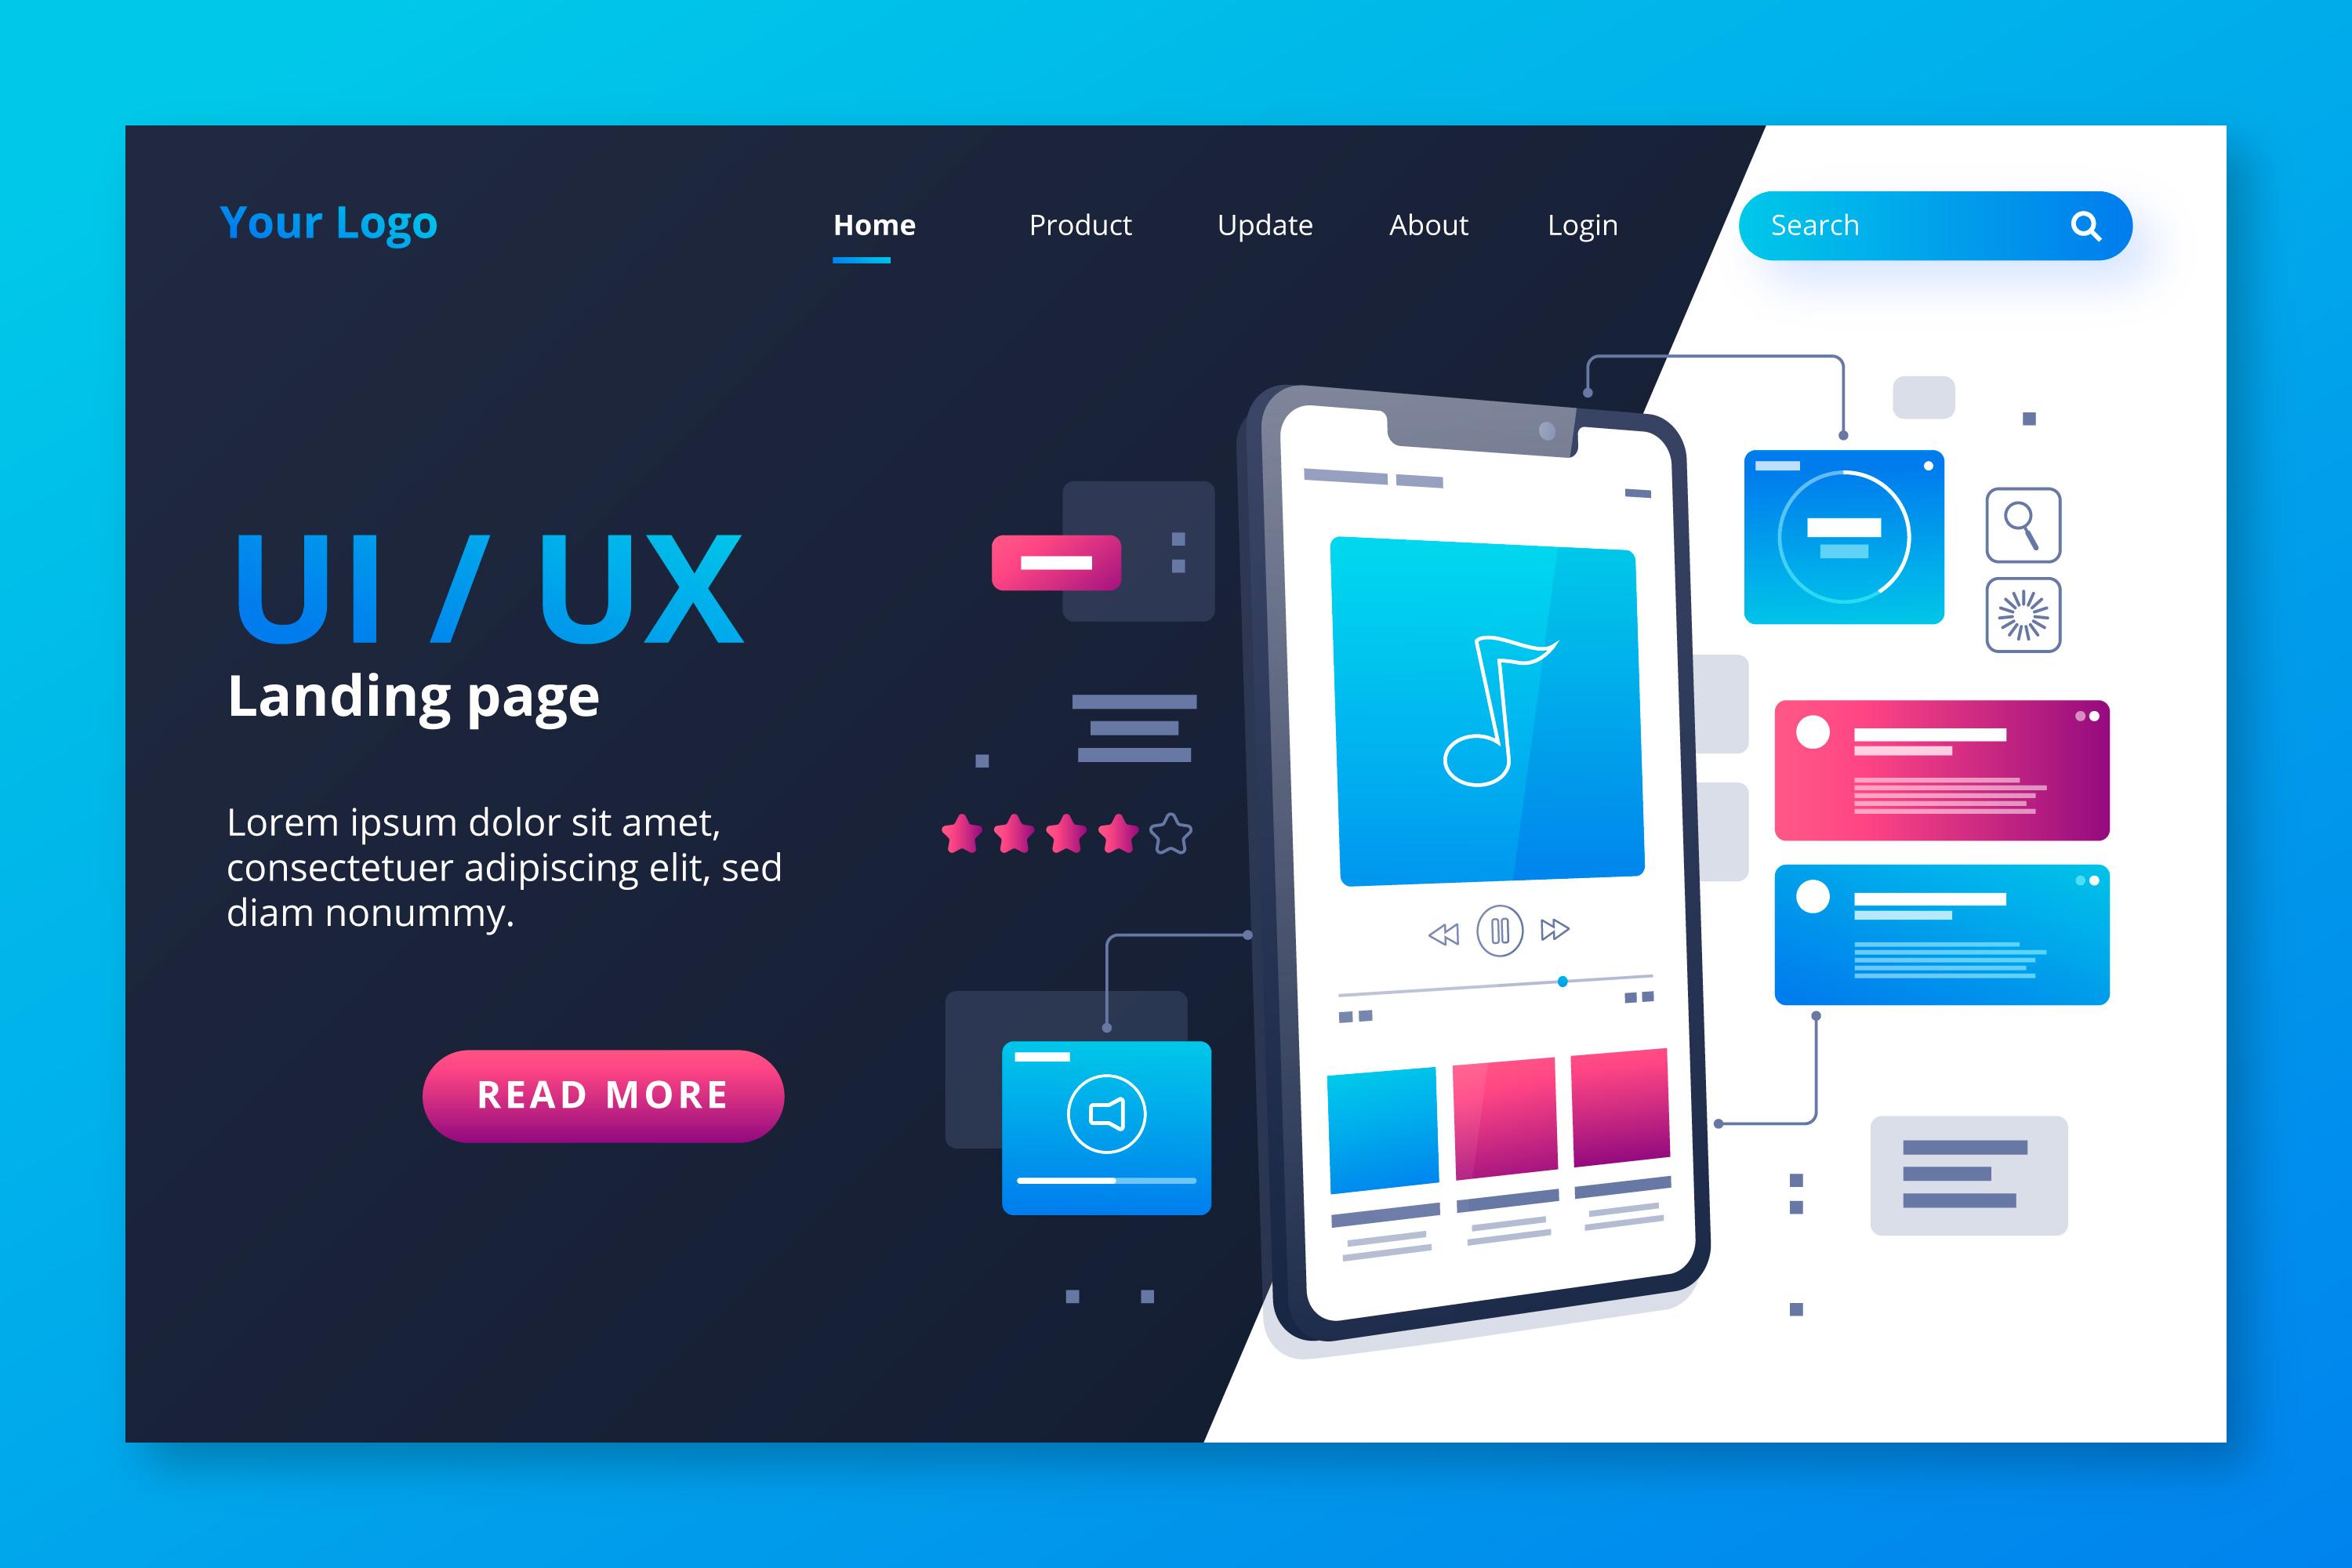 Your Logo
Home Product Update About Login Search
UI / UX
Landing page
Lorem ipsum dolor sit amet,
consectetuer adipiscing elit, sed
diam nonummy.
READ MORE